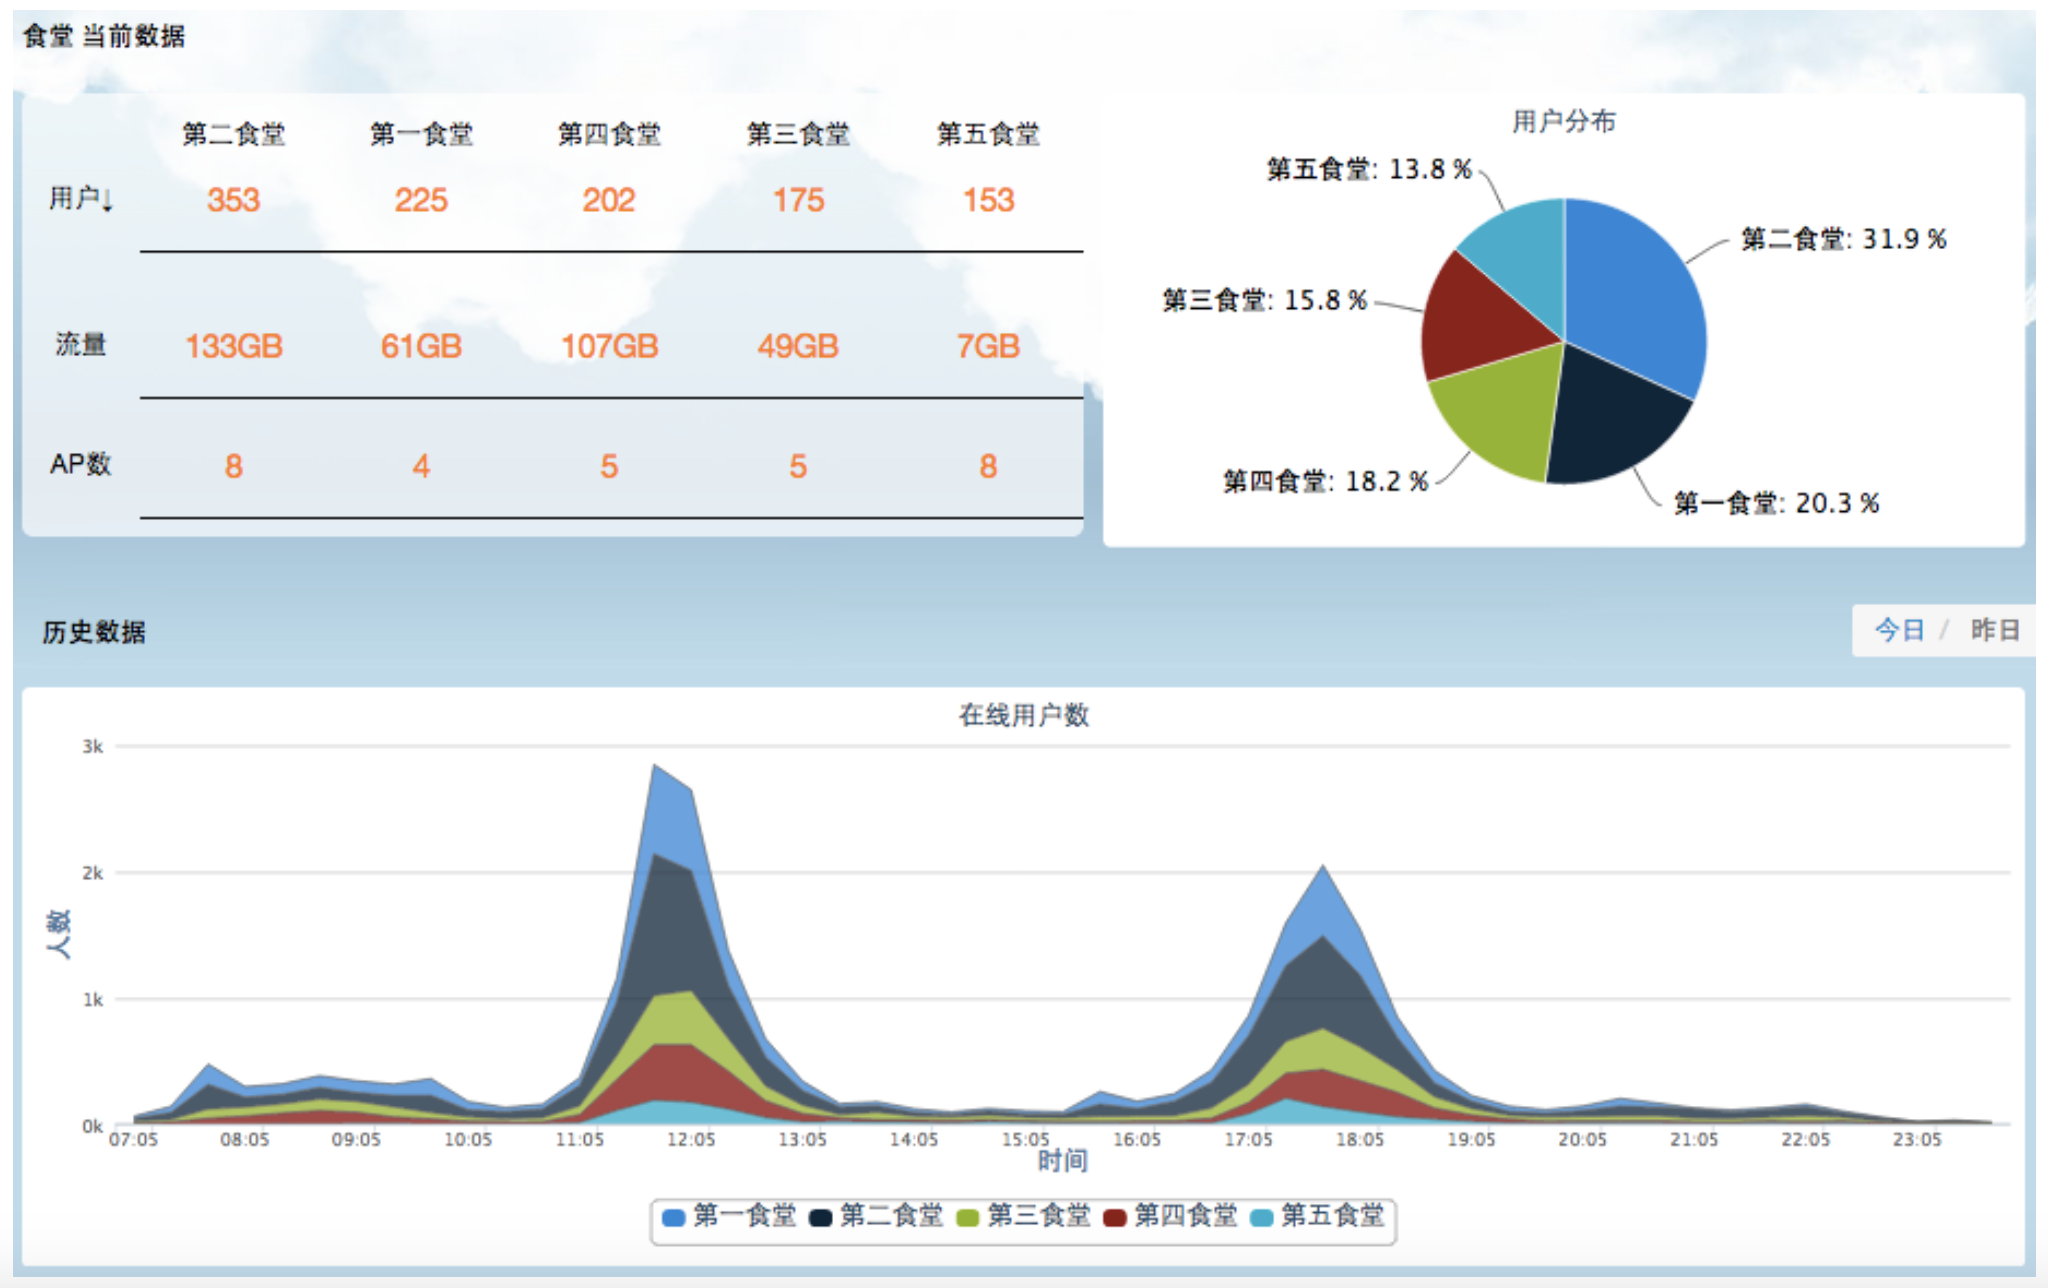 食堂 当前数据
第二食堂 第一食堂 第四食堂 第三食堂 第五食堂
用户↓ 353 225 202 175 153
流量 133GB 61GB 107GB 49GB 7GB
AP数 8 4 5 5 8
用户分布
第五食堂: 13.8 %
第二食堂: 31.9 %
第三食堂: 15.8 %
第四食堂: 18.2 %
第一食堂: 20.3 %
历史数据
今日 / 昨日
在线用户数
3k
2k
1k
0k
人数
07:05 08:05 09:05 10:05 11:05 12:05 13:05 14:05 15:05 16:05 17:05 18:05 19:05 20:05 21:05 22:05 23:05
时间
第一食堂 第二食堂 第三食堂 第四食堂 第五食堂